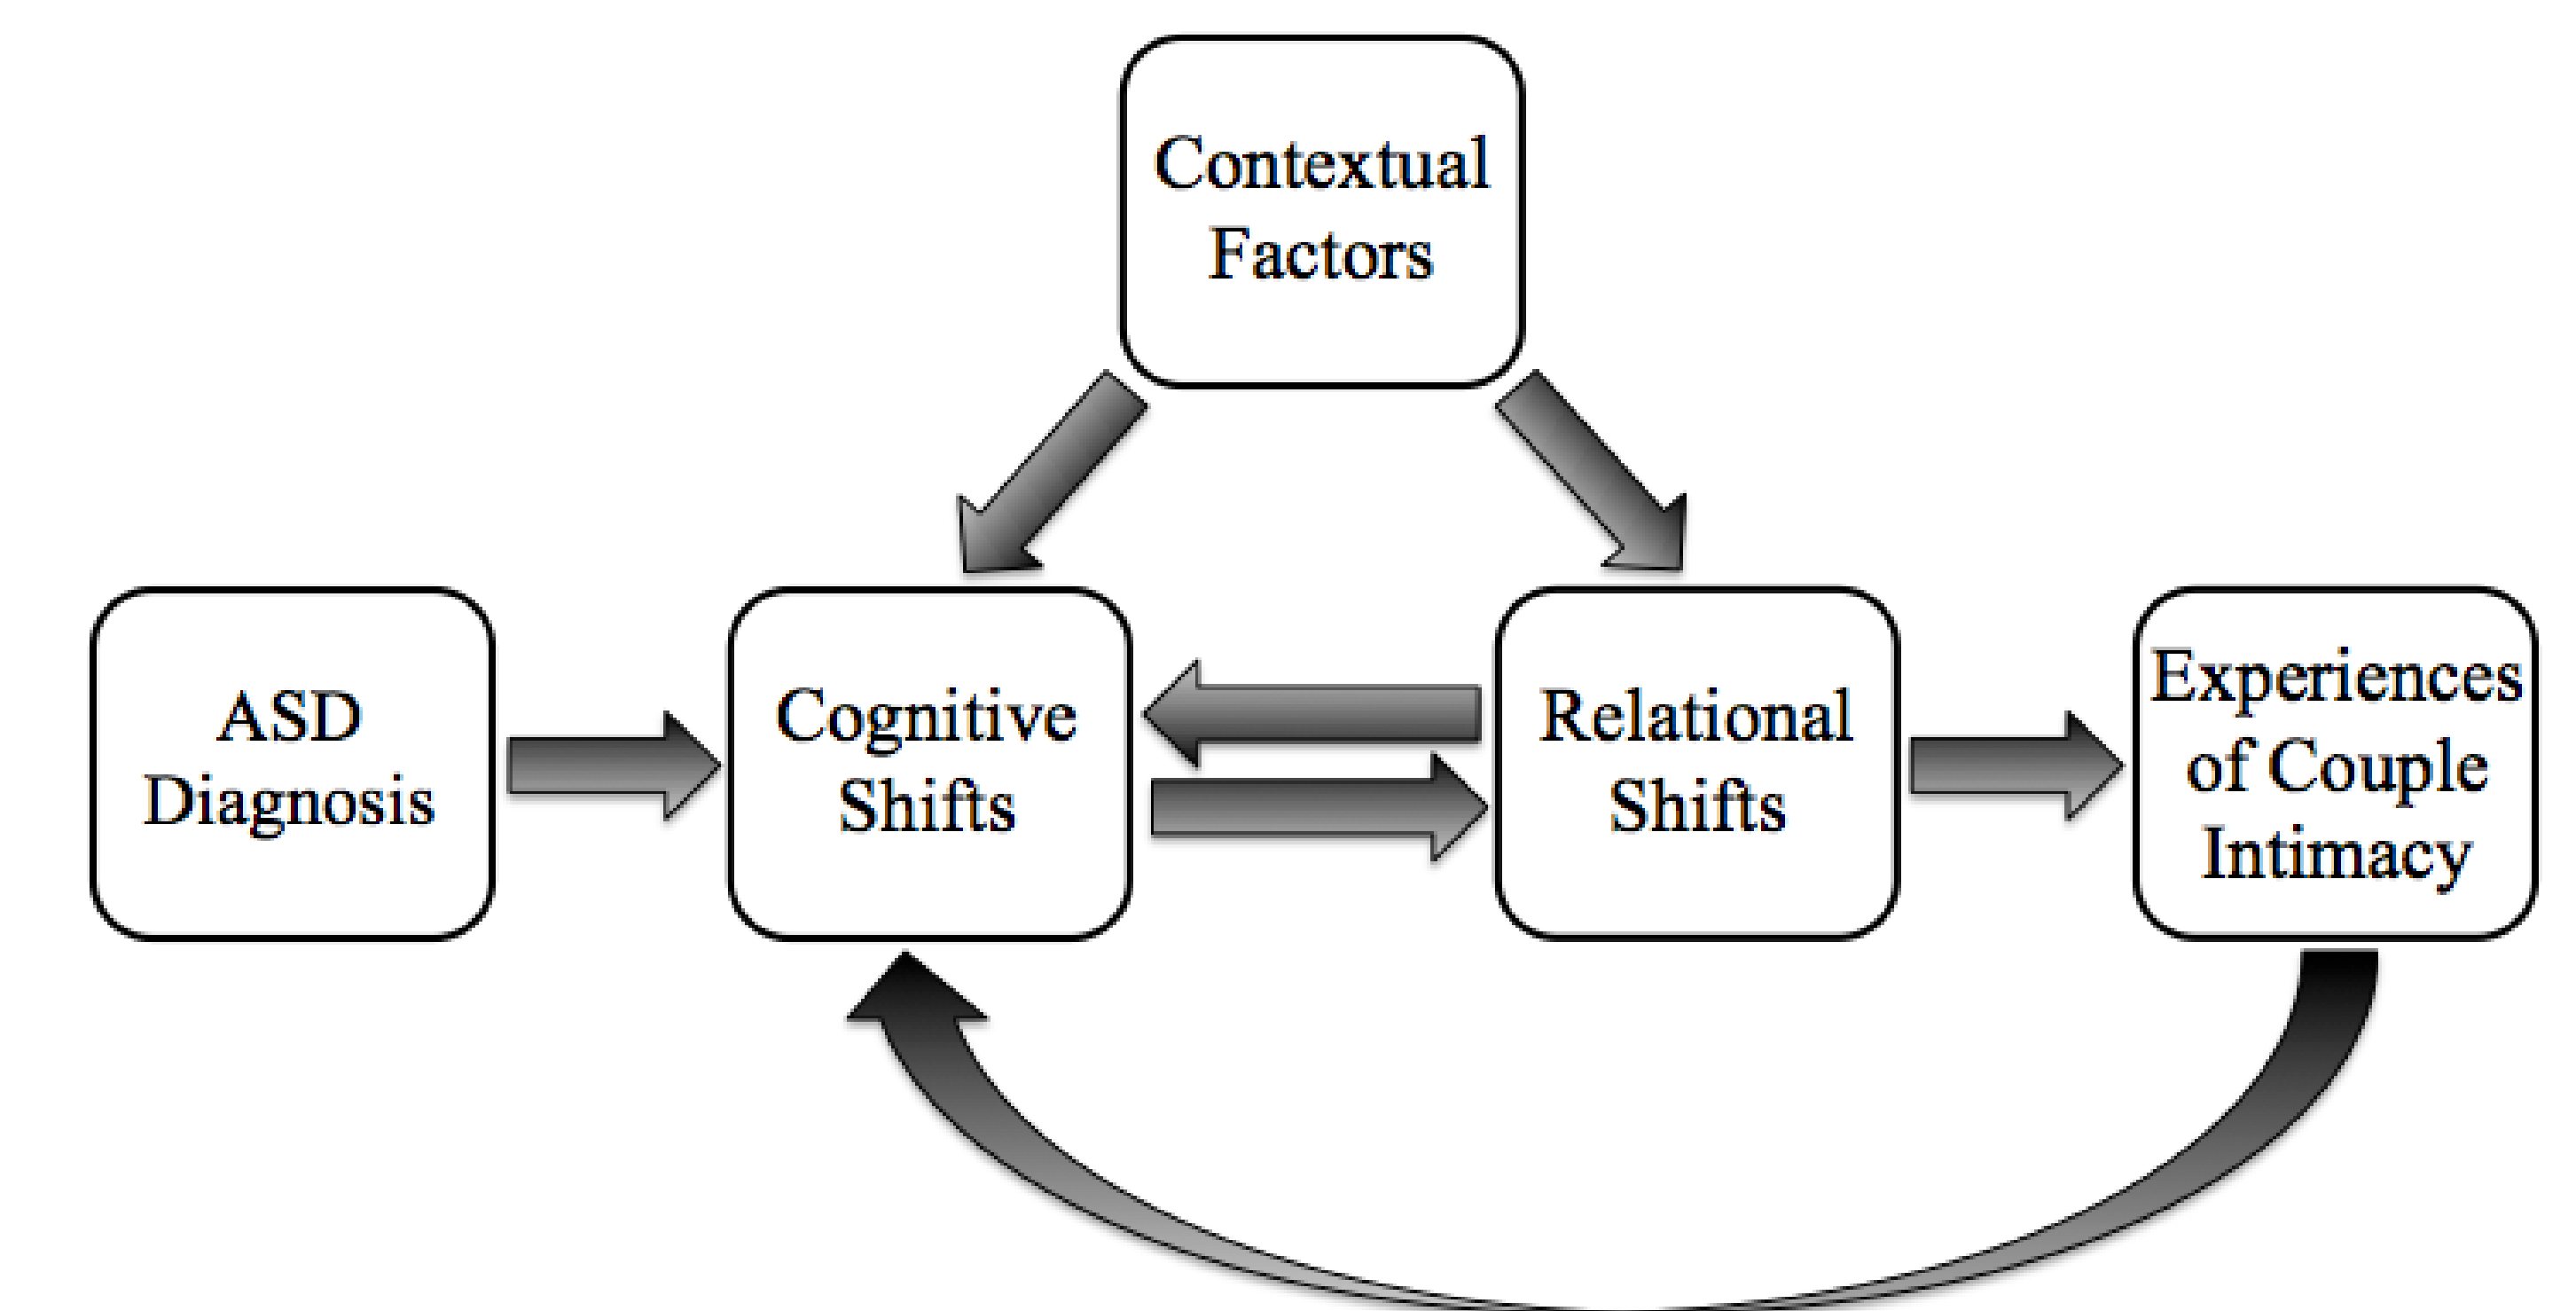 Contextual
Factors
ASD
Diagnosis
Cognitive
Shifts
Relational
Shifts
Experiences
of Couple
Intimacy